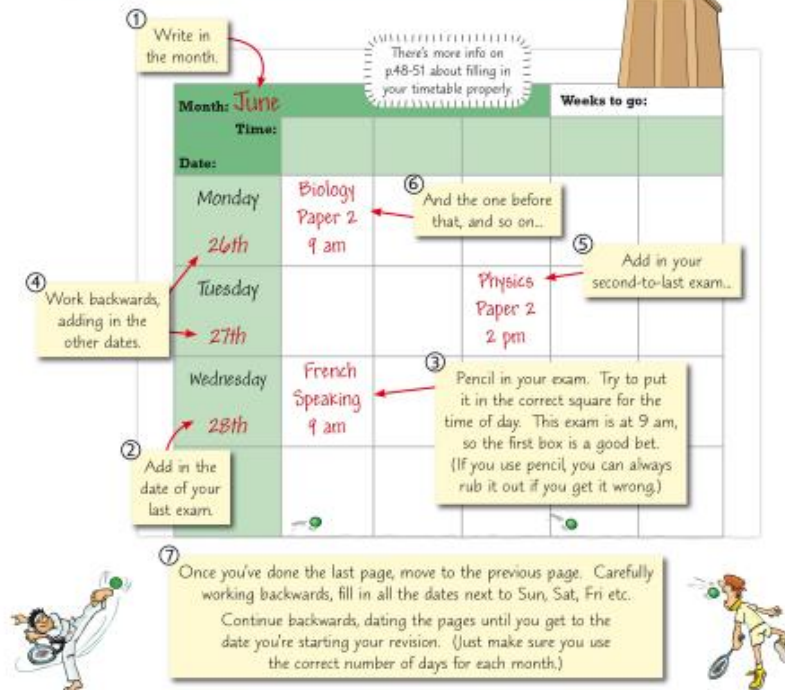 ① Write in
the month.
There's more info on
p.48-51 about filling in
your timetable properly.
Month: June
Weeks to go:
Time:
Date:
Monday
26th
Biology
Paper 2
9 am
⑥ And the one before
that, and so on...
⑤ Add in your
second-to-last exam...
④ Work backwards,
adding in the
other dates.
Tuesday
27th
Physics
Paper 2
2 pm
Wednesday
28th
French
Speaking
9 am
③ Pencil in your exam. Try to put
it in the correct square for the
time of day. This exam is at 9 am,
so the first box is a good bet.
(If you use pencil, you can always
rub it out if you get it wrong.)
② Add in the
date of your
last exam.
⑦ Once you've done the last page, move to the previous page. Carefully
working backwards, fill in all the dates next to Sun, Sat, Fri etc.
Continue backwards, dating the pages until you get to the
date you're starting your revision. (Just make sure you use
the correct number of days for each month.)